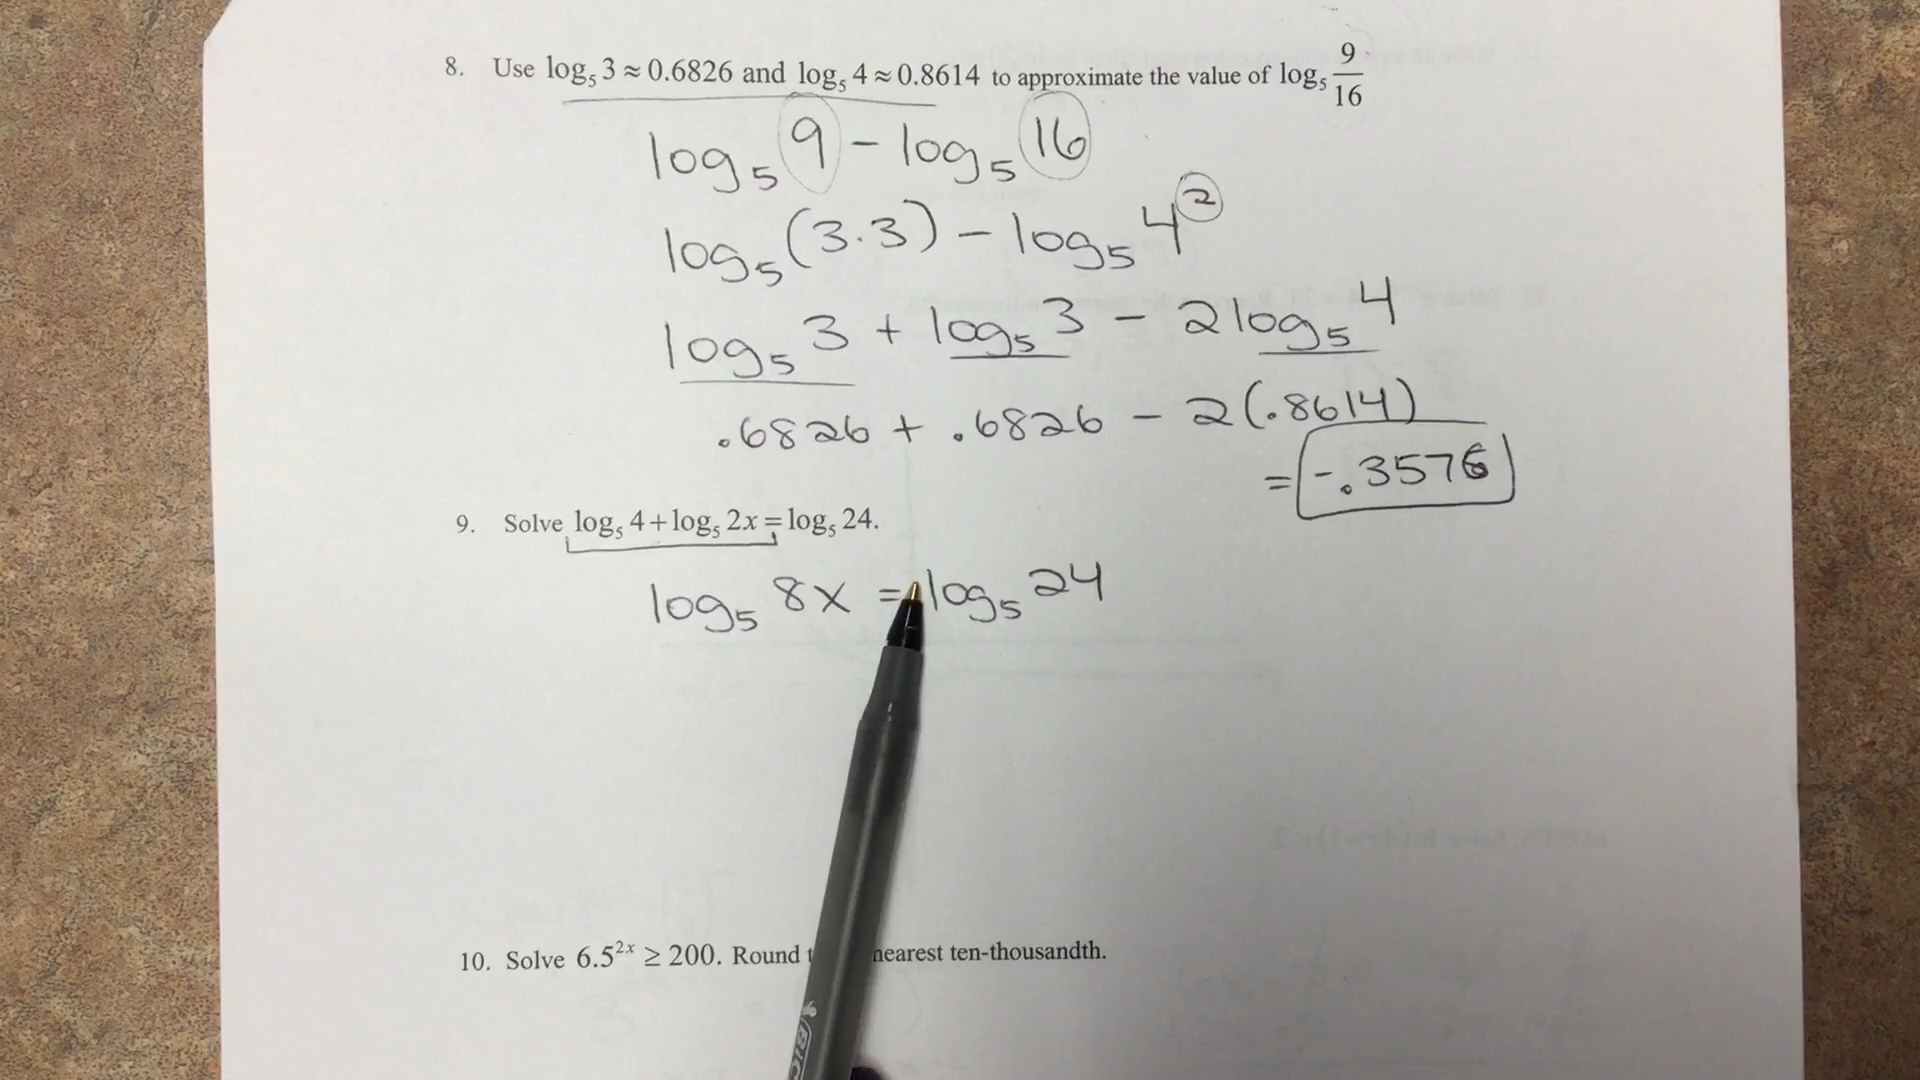 8. Use log₅ 3 ≈ 0.6826 and log₅ 4 ≈ 0.8614 to approximate the value of log₅ 9/16
log₅ 9 − log₅ 16
log₅ (3·3) − log₅ 4²
log₅ 3 + log₅ 3 − 2log₅ 4
.6826 + .6826 − 2(.8614)
= -.3576
9. Solve log₅ 4 + log₅ 2x = log₅ 24.
log₅ 8x = log₅ 24
10. Solve 6.5²ˣ ≥ 200. Round nearest ten-thousandth.
BIC